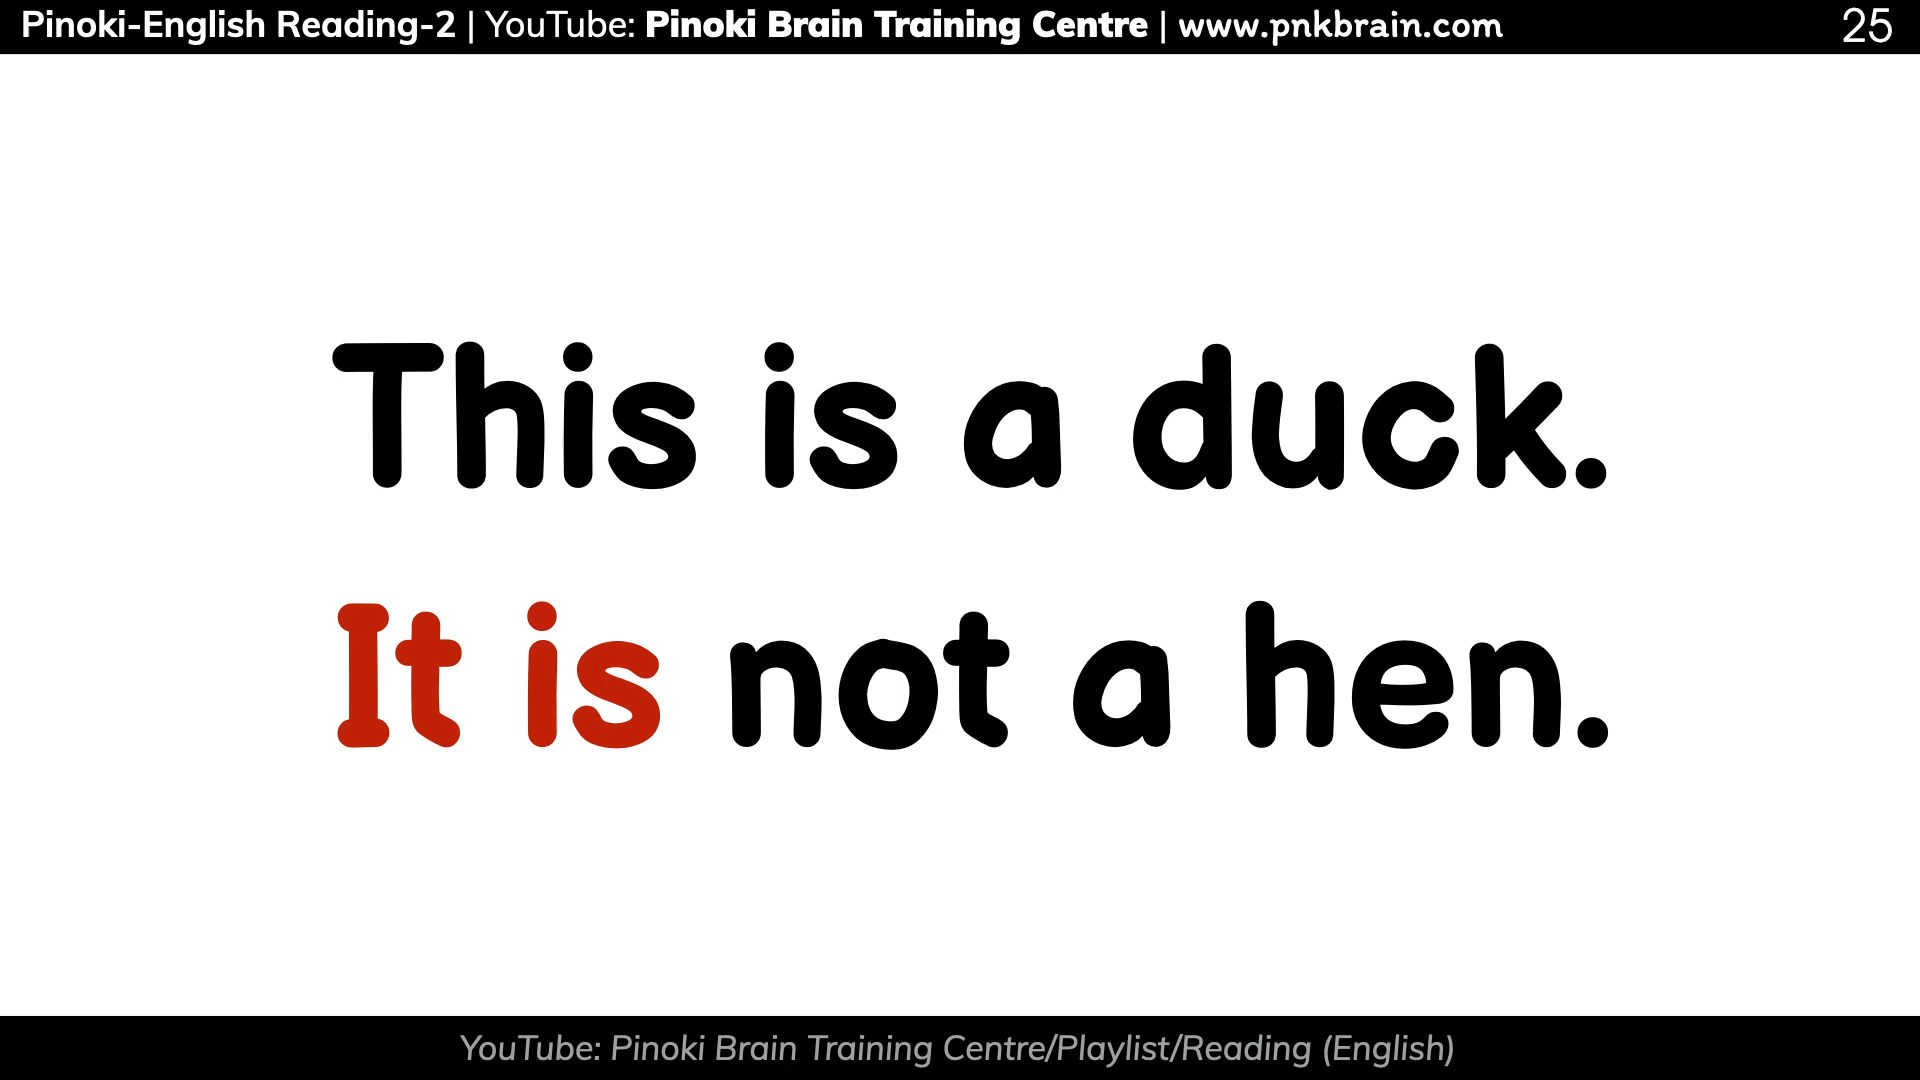 Pinoki-English Reading-2 | YouTube: Pinoki Brain Training Centre | www.pnkbrain.com 25
This is a duck.
It is not a hen.
YouTube: Pinoki Brain Training Centre/Playlist/Reading (English)